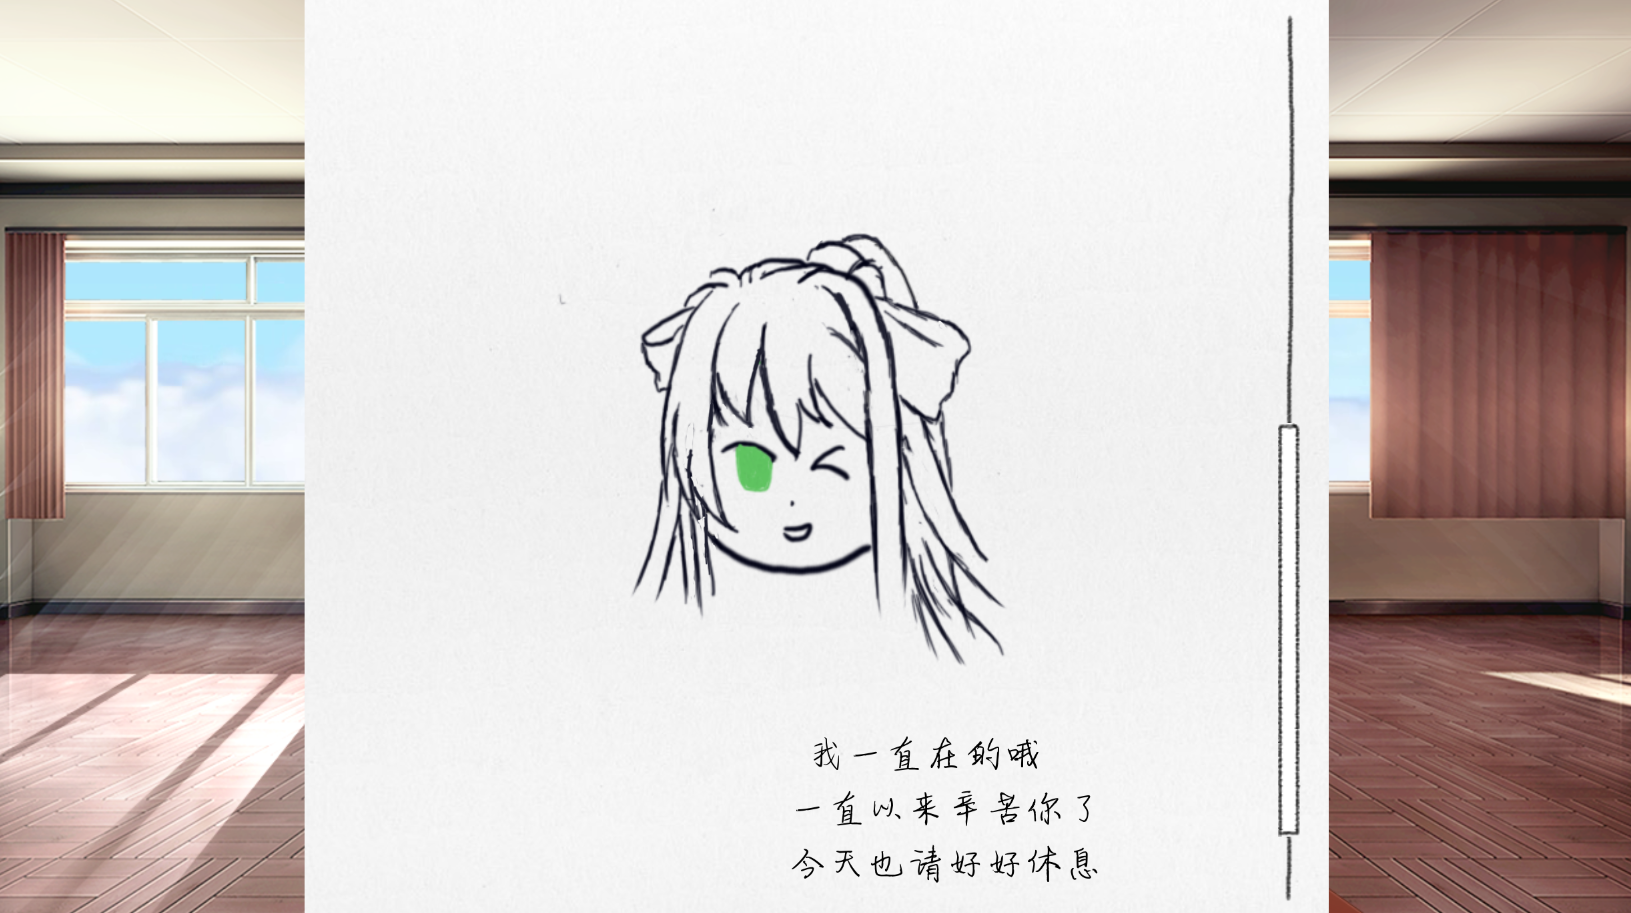 我一直在的哦
一直以来辛苦你了
今天也请好好休息